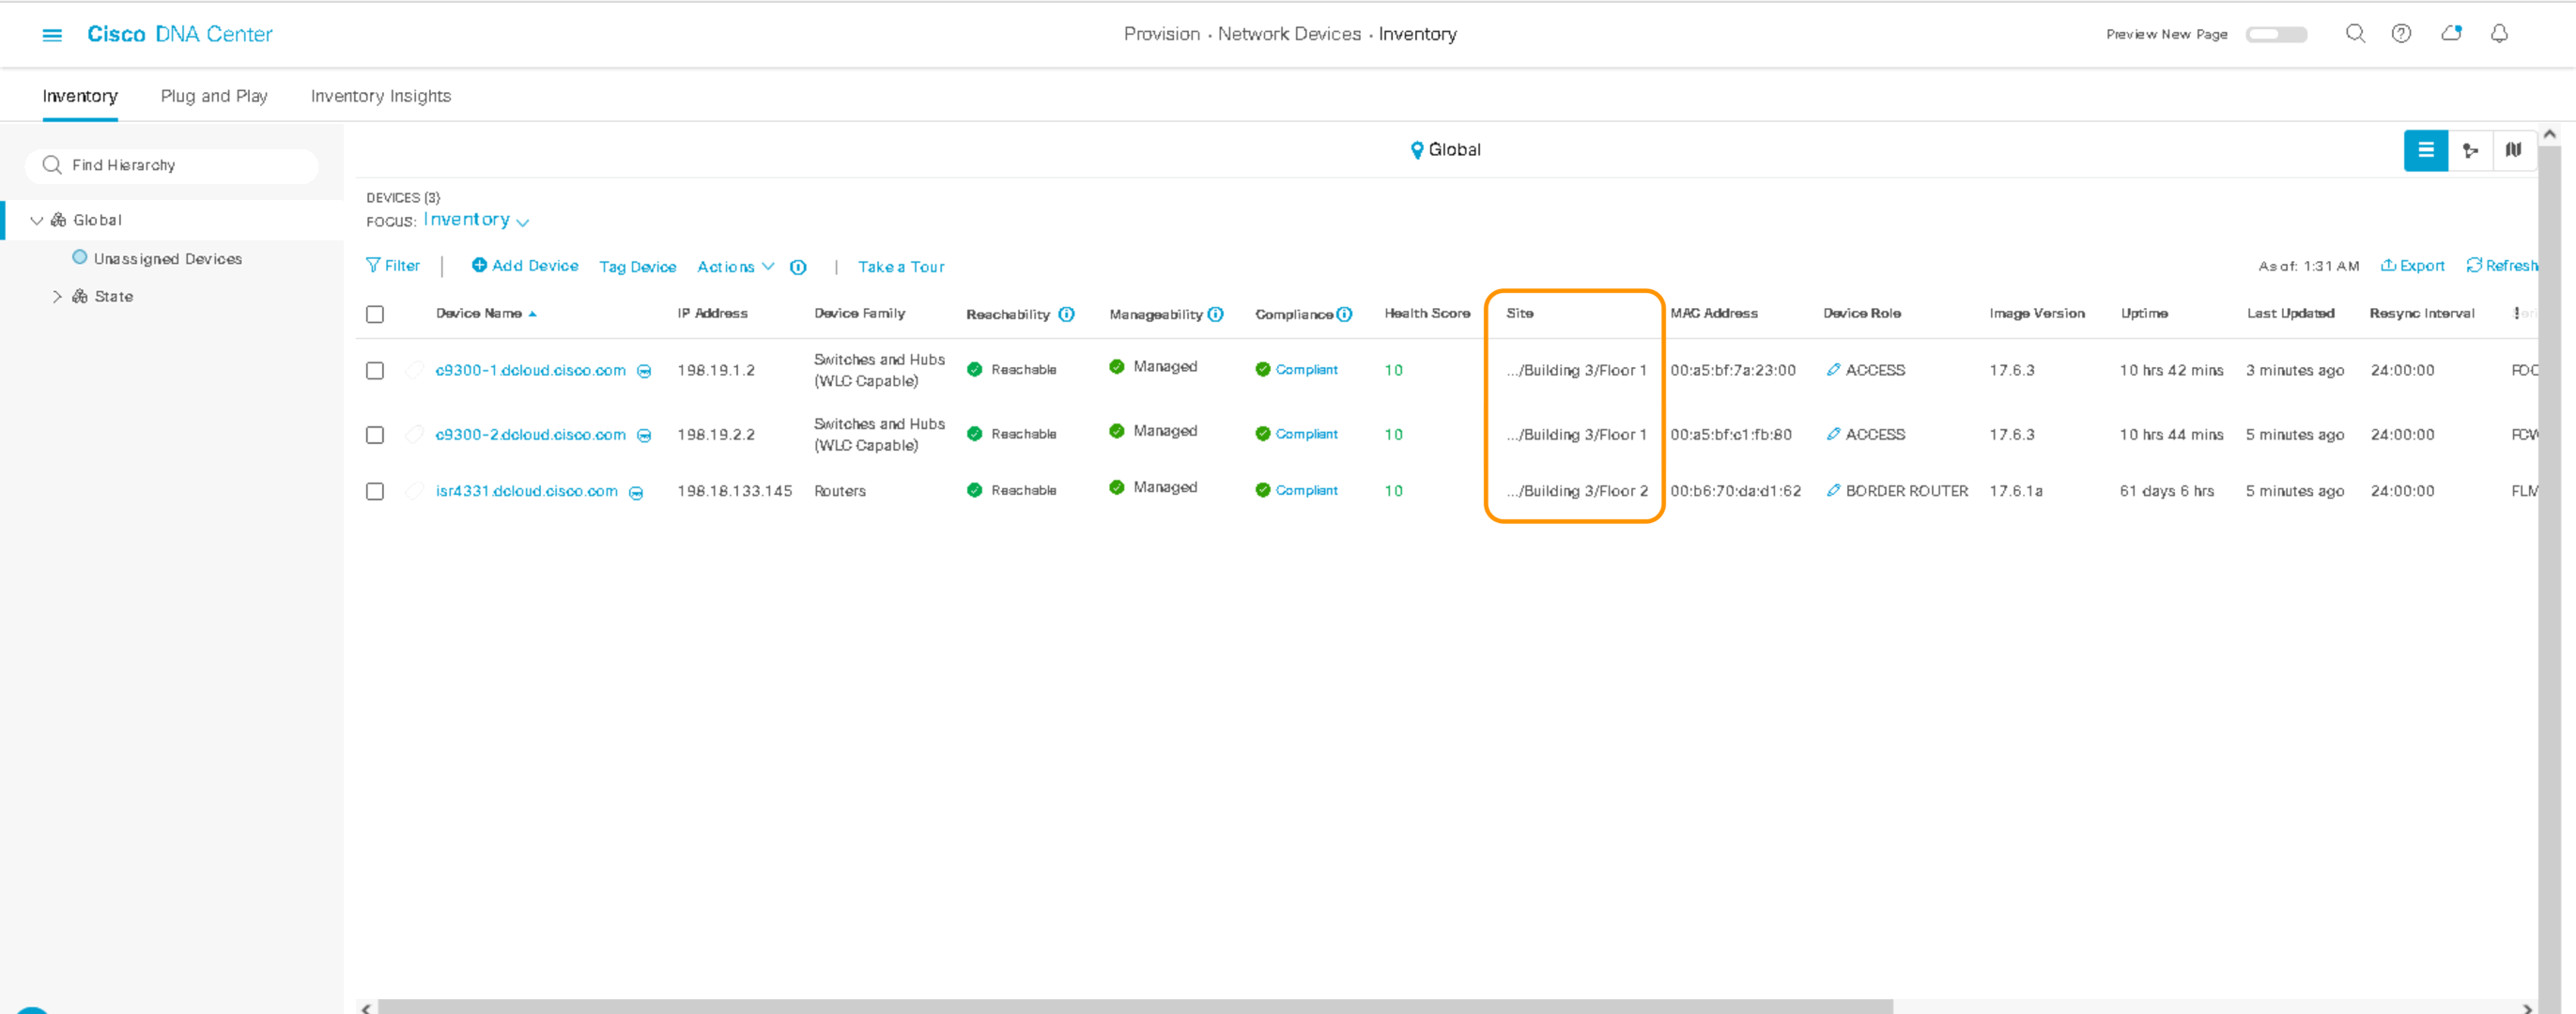 Cisco DNA Center
Provision · Network Devices · Inventory
Preview New Page
Inventory Plug and Play Inventory Insights
Find Hierarchy
Global
Unassigned Devices
State
Global
DEVICES (3)
FOCUS: Inventory
Filter | Add Device Tag Device Actions | Take a Tour As of: 1:31 AM Export Refresh
Device Name IP Address Device Family Reachability Manageability Compliance Health Score Site MAC Address Device Role Image Version Uptime Last Updated Resync Interval
c9300-1.dcloud.cisco.com 198.19.1.2 Switches and Hubs (WLC Capable) Reachable Managed Compliant 10 .../Building 3/Floor 1 00:a5:bf:7a:23:00 ACCESS 17.6.3 10 hrs 42 mins 3 minutes ago 24:00:00 FOC
c9300-2.dcloud.cisco.com 198.19.2.2 Switches and Hubs (WLC Capable) Reachable Managed Compliant 10 .../Building 3/Floor 1 00:a5:bf:c1:fb:80 ACCESS 17.6.3 10 hrs 44 mins 5 minutes ago 24:00:00 FCW
isr4331.dcloud.cisco.com 198.18.133.145 Routers Reachable Managed Compliant 10 .../Building 3/Floor 2 00:b6:70:da:d1:62 BORDER ROUTER 17.6.1a 61 days 6 hrs 5 minutes ago 24:00:00 FLM